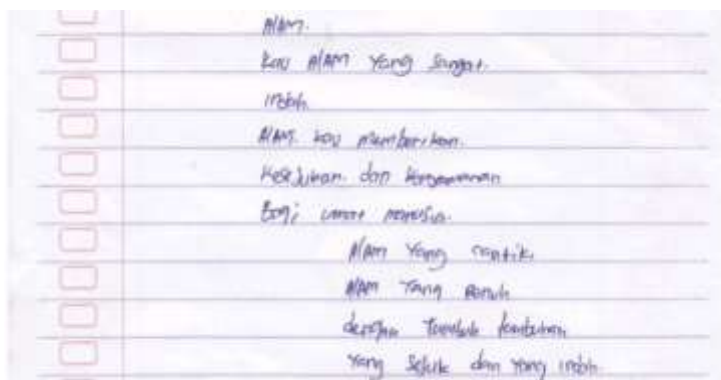 Alam.
Kau Alam yang sangat.
indah
Alam. kau memberikan.
Kesejukan. dan kenyamanan
Bagi umat manusia.
Alam Yang cantik.
Alam Yang Penuh
dengan Tumbuh tumbuhan
Yang Sejuk dan yang indah.